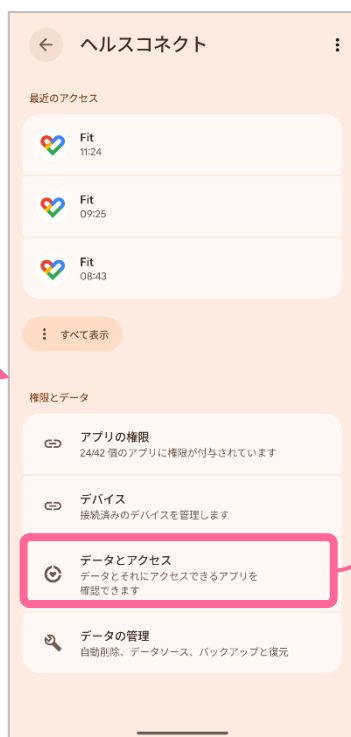 ヘルスコネクト
最近のアクセス
Fit
11:24
Fit
09:25
Fit
08:43
すべて表示
権限とデータ
アプリの権限
24/42 個のアプリに権限が付与されています
デバイス
接続済みのデバイスを管理します
データとアクセス
データとそれにアクセスできるアプリを
確認できます
データの管理
自動削除、データソース、バックアップと復元